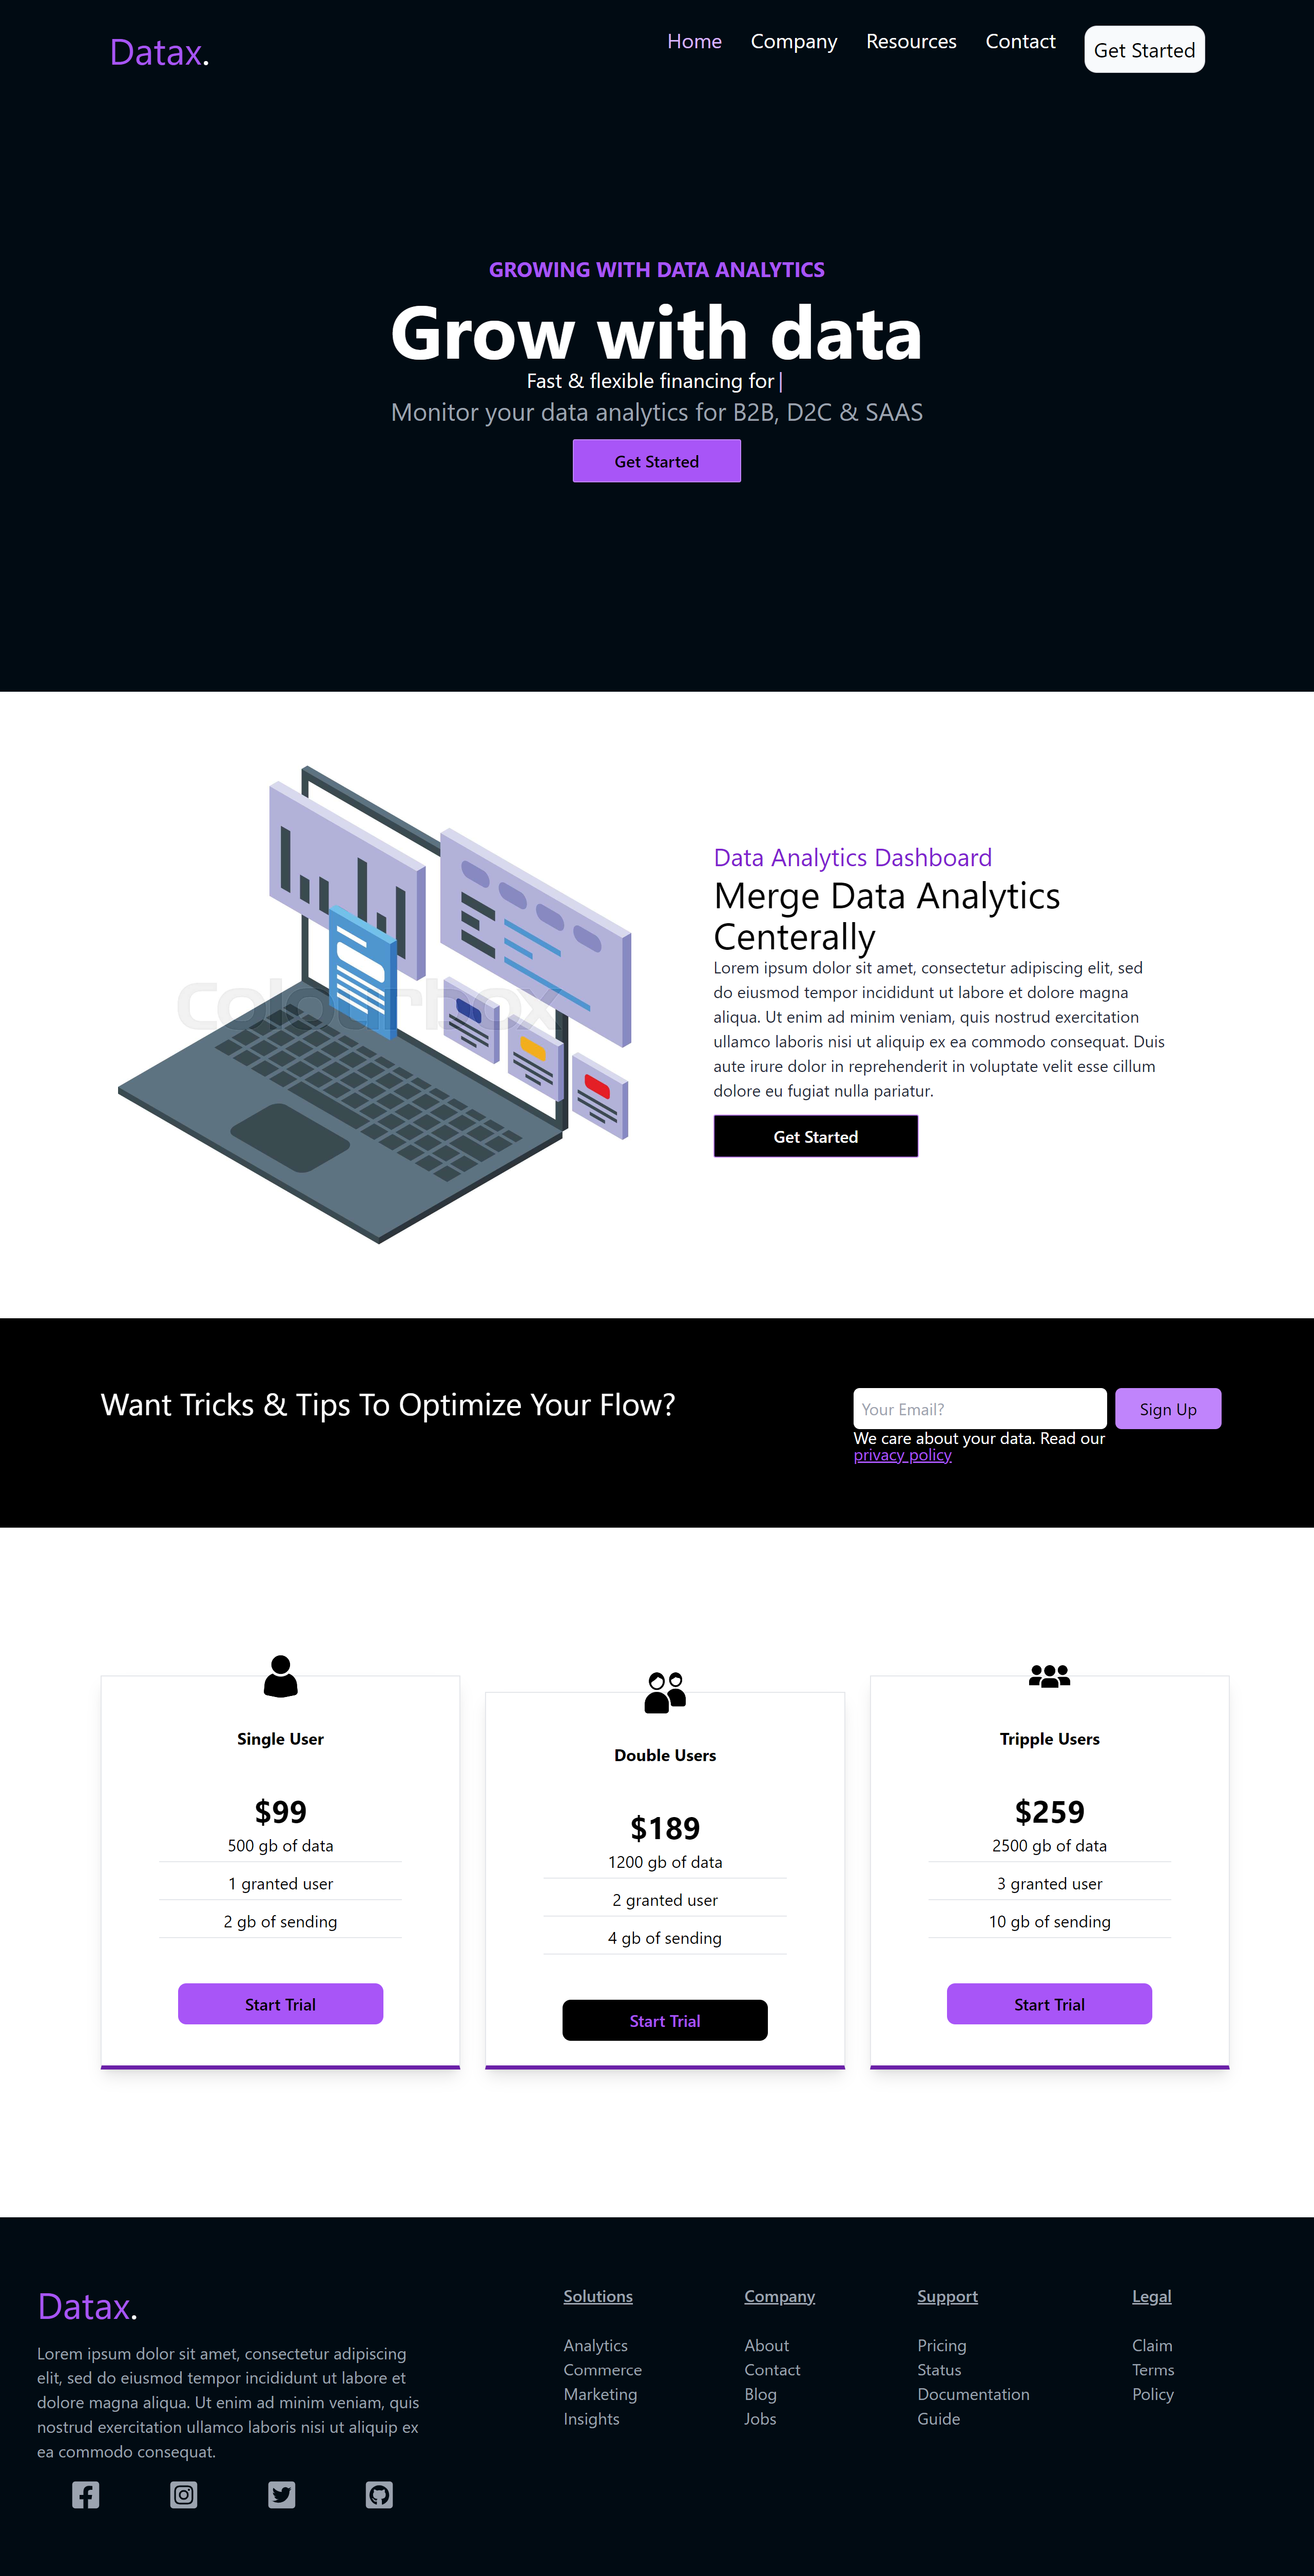 Datax.
Home
Company
Resources
Contact
Get Started
GROWING WITH DATA ANALYTICS
Grow with data
Fast & flexible financing for
Monitor your data analytics for B2B, D2C & SAAS
Get Started
colourbox
Data Analytics Dashboard
Merge Data Analytics
Centerally
Lorem ipsum dolor sit amet, consectetur adipiscing elit, sed
do eiusmod tempor incididunt ut labore et dolore magna
aliqua. Ut enim ad minim veniam, quis nostrud exercitation
ullamco laboris nisi ut aliquip ex ea commodo consequat. Duis
aute irure dolor in reprehenderit in voluptate velit esse cillum
dolore eu fugiat nulla pariatur.
Get Started
Want Tricks & Tips To Optimize Your Flow?
Your Email?
Sign Up
We care about your data. Read our
privacy policy
Single User
$99
500 gb of data
1 granted user
2 gb of sending
Start Trial
Double Users
$189
1200 gb of data
2 granted user
4 gb of sending
Start Trial
Tripple Users
$259
2500 gb of data
3 granted user
10 gb of sending
Start Trial
Datax.
Lorem ipsum dolor sit amet, consectetur adipiscing
elit, sed do eiusmod tempor incididunt ut labore et
dolore magna aliqua. Ut enim ad minim veniam, quis
nostrud exercitation ullamco laboris nisi ut aliquip ex
ea commodo consequat.
Solutions
Analytics
Commerce
Marketing
Insights
Company
About
Contact
Blog
Jobs
Support
Pricing
Status
Documentation
Guide
Legal
Claim
Terms
Policy